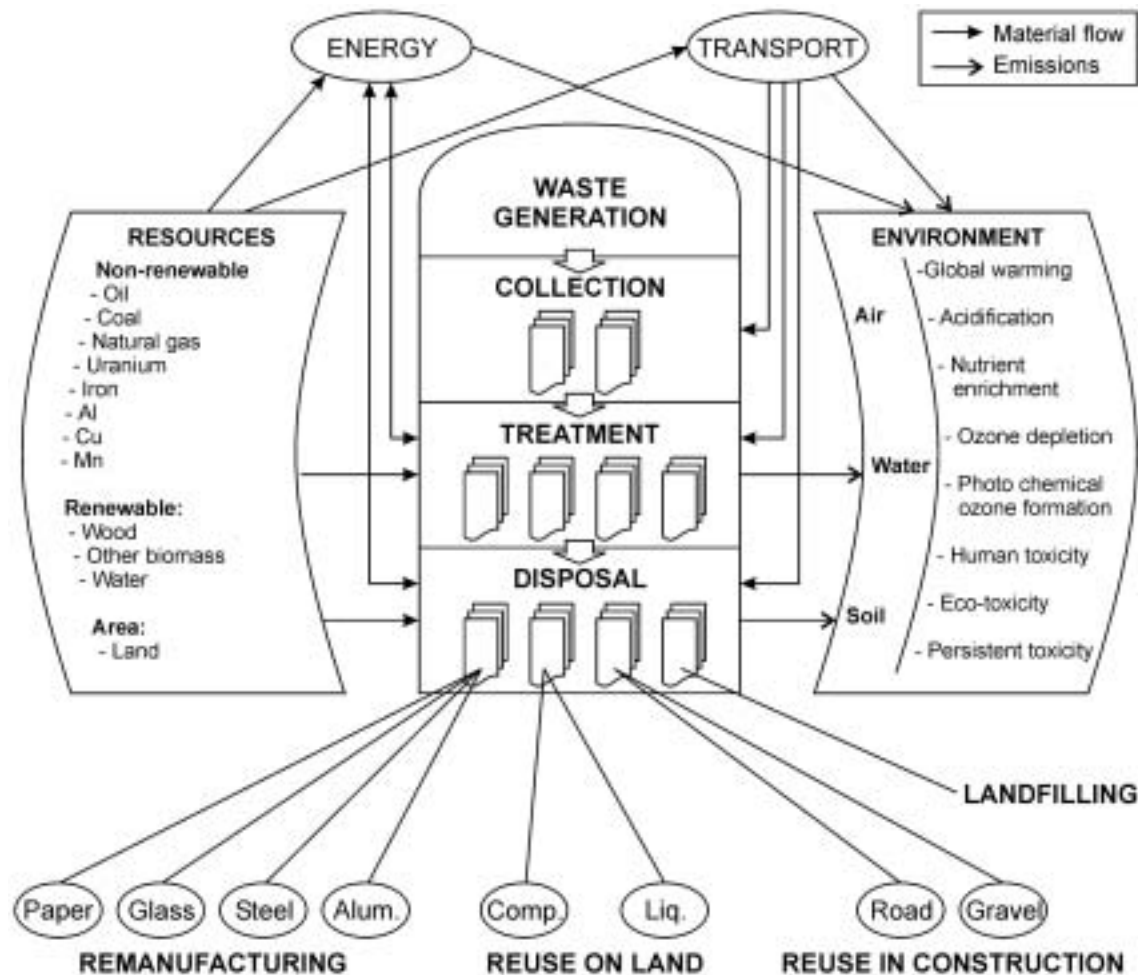 ENERGY
TRANSPORT
Material flow
Emissions
WASTE
GENERATION
RESOURCES
Non-renewable
- Oil
- Coal
- Natural gas
- Uranium
- Iron
- Al
- Cu
- Mn
Renewable:
- Wood
- Other biomass
- Water
Area:
- Land
COLLECTION
TREATMENT
DISPOSAL
ENVIRONMENT
Air
Water
Soil
-Global warming
- Acidification
- Nutrient
enrichment
- Ozone depletion
- Photo chemical
ozone formation
- Human toxicity
- Eco-toxicity
- Persistent toxicity
LANDFILLING
Paper
Glass
Steel
Alum.
Comp.
Liq.
Road
Gravel
REMANUFACTURING
REUSE ON LAND
REUSE IN CONSTRUCTION